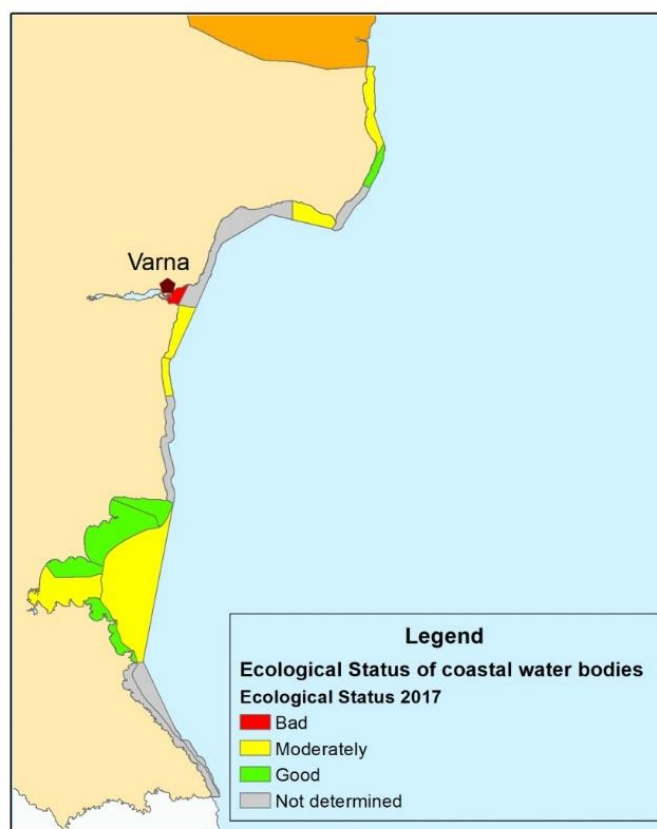 Varna
Legend
Ecological Status of coastal water bodies
Ecological Status 2017
Bad
Moderately
Good
Not determined